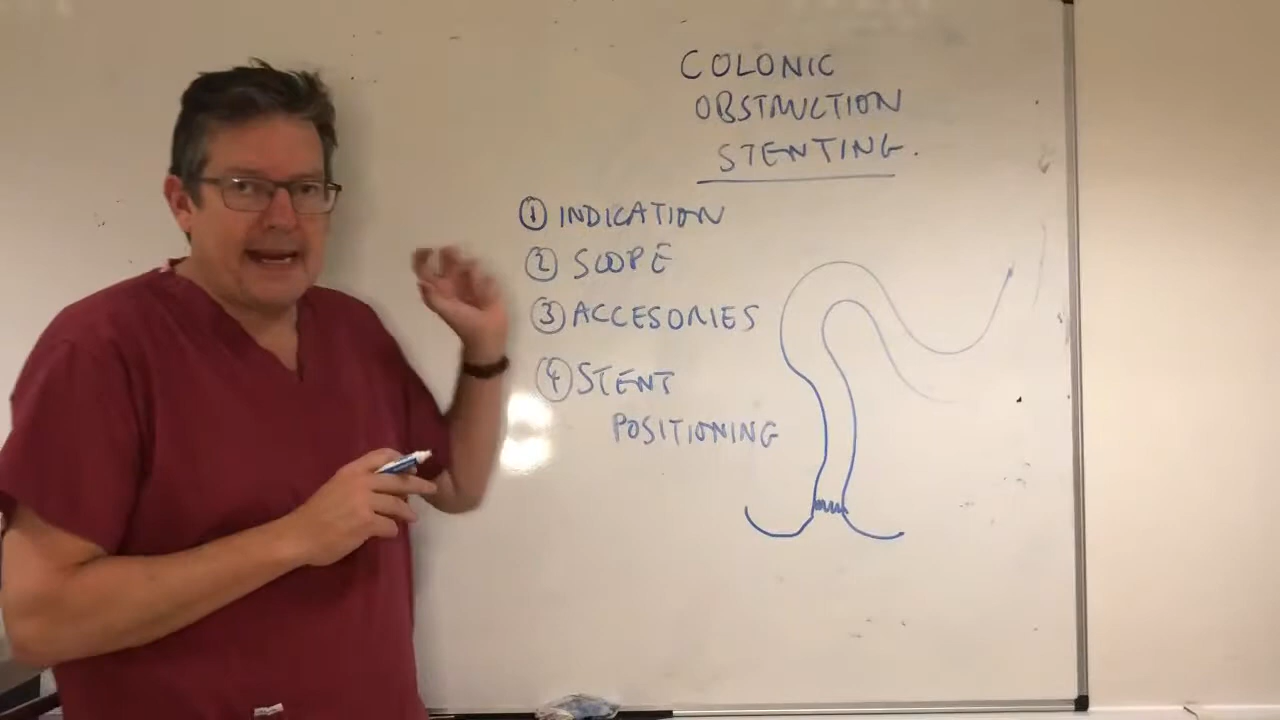 COLONIC
OBSTRUCTION
STENTING.
① INDICATION
② SCOPE
③ ACCESORIES
④ STENT
POSITIONING